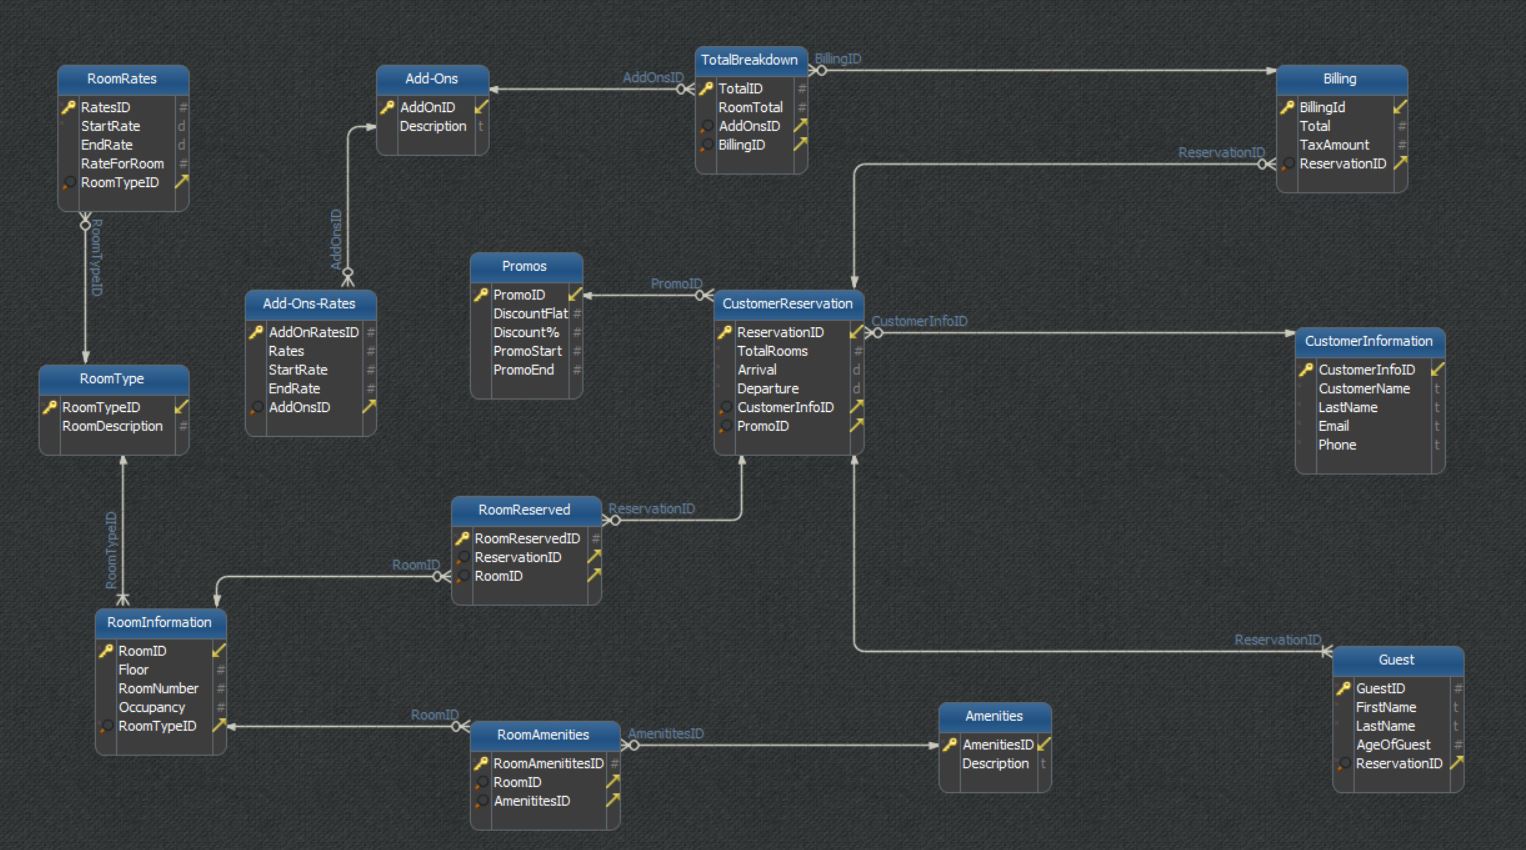 RoomRates
RatesID #
StartRate d
EndRate d
RateForRoom #
RoomTypeID
RoomTypeID
Add-Ons
AddOnID
Description t
AddOnsID
AddOnsID
TotalBreakdown
TotalID #
RoomTotal #
AddOnsID
BillingID
BillingID
Billing
BillingId
Total #
TaxAmount #
ReservationID
ReservationID
Add-Ons-Rates
AddOnRatesID #
Rates #
StartRate #
EndRate #
AddOnsID
Promos
PromoID
DiscountFlat #
Discount% #
PromoStart #
PromoEnd #
PromoID
CustomerReservation
ReservationID
TotalRooms #
Arrival d
Departure d
CustomerInfoID
PromoID
CustomerInfoID
CustomerInformation
CustomerInfoID
CustomerName t
LastName t
Email t
Phone t
RoomType
RoomTypeID
RoomDescription #
RoomTypeID
RoomReserved
RoomReservedID #
ReservationID
RoomID
ReservationID
RoomID
RoomInformation
RoomID
Floor #
RoomNumber #
Occupancy #
RoomTypeID
RoomID
RoomAmenities
RoomAmenititesID #
RoomID
AmenititesID
AmenititesID
Amenities
AmenitiesID
Description t
ReservationID
Guest
GuestID #
FirstName t
LastName t
AgeOfGuest #
ReservationID